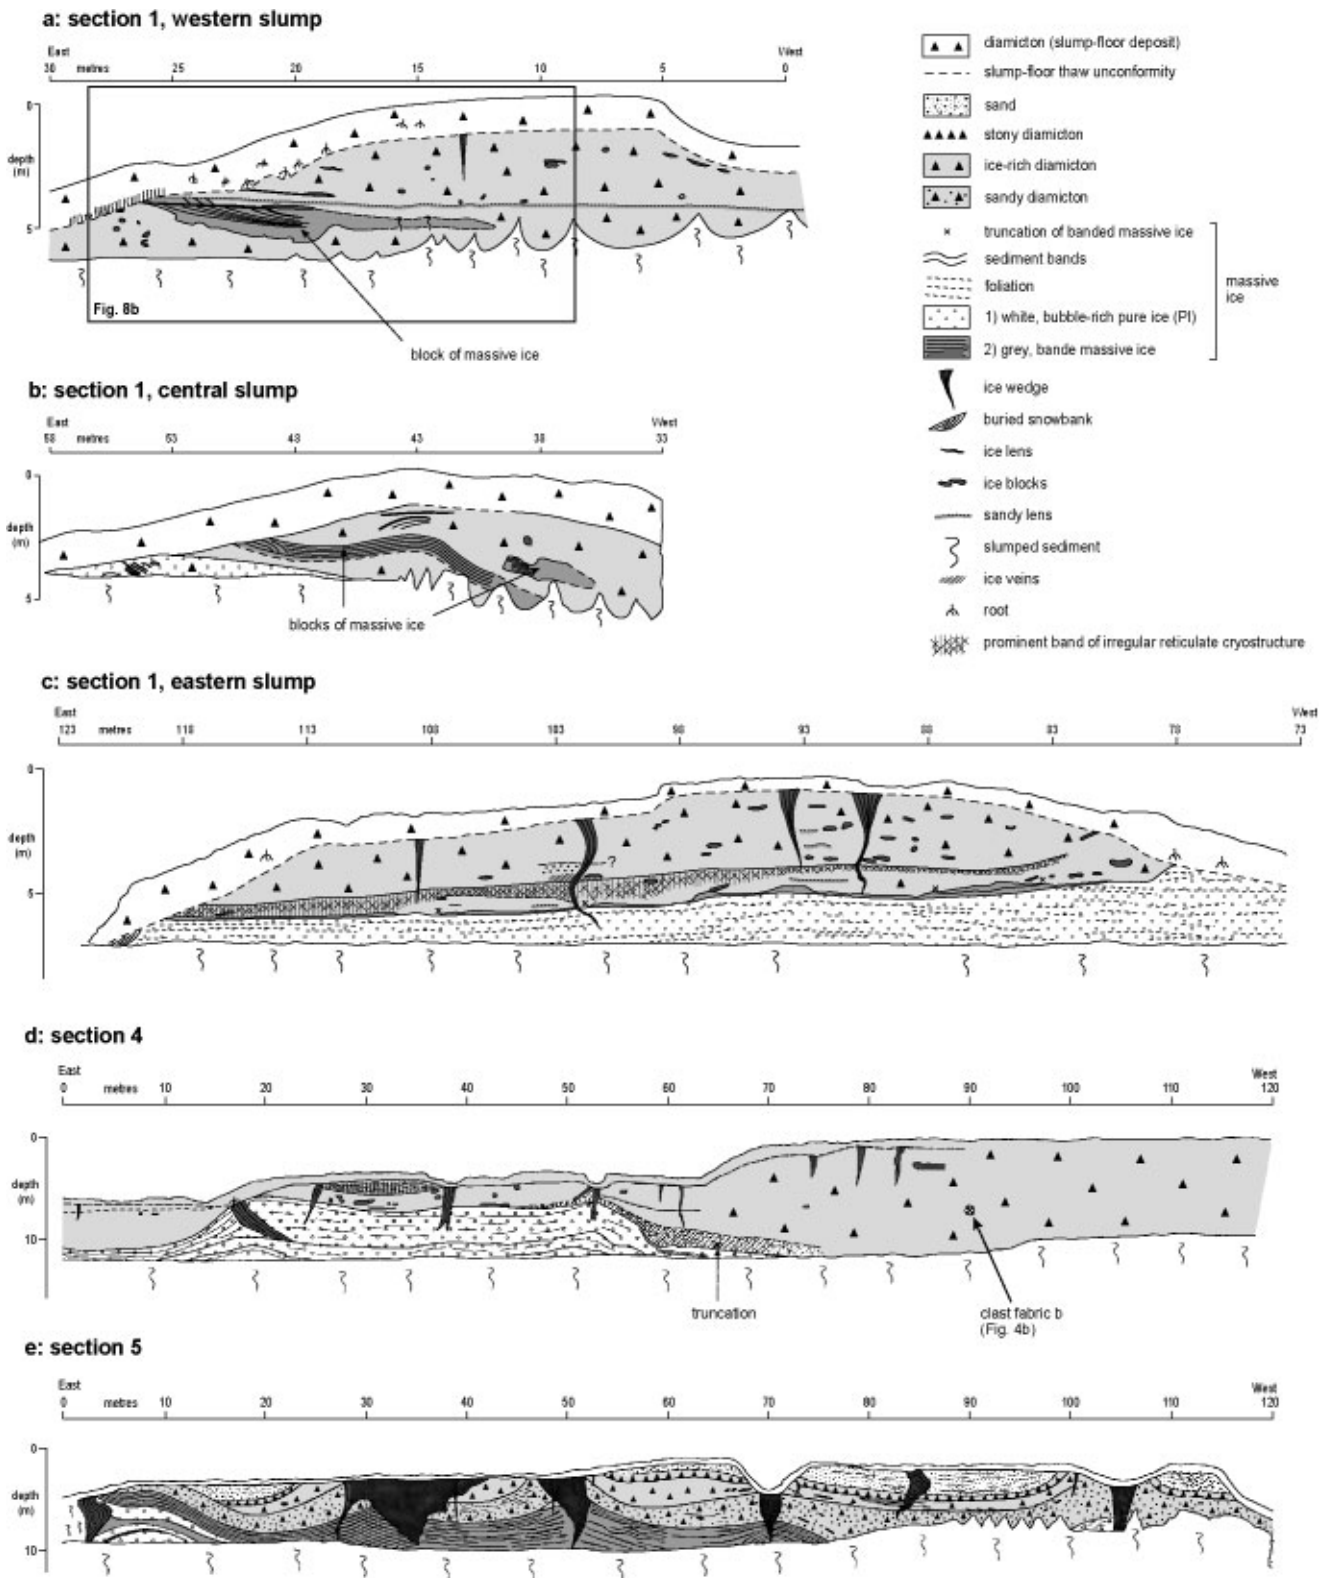 a: section 1, western slump
East West
30 metres 25 20 15 10 5 0
0
depth
(m)
5
Fig. 8b
block of massive ice
b: section 1, central slump
East West
58 metres 53 48 43 38 33
0
depth
(m)
5
blocks of massive ice
c: section 1, eastern slump
East West
123 metres 118 113 108 103 98 93 88 83 78 73
0
depth
(m)
5
?
d: section 4
East West
0 metres 10 20 30 40 50 60 70 80 90 100 110 120
0
depth
(m)
10
truncation
clast fabric b
(Fig. 4b)
e: section 5
East West
0 metres 10 20 30 40 50 60 70 80 90 100 110 120
0
depth
(m)
10
diamicton (slump-floor deposit)
slump-floor thaw unconformity
sand
stony diamicton
ice-rich diamicton
sandy diamicton
truncation of banded massive ice
sediment bands
foliation
1) white, bubble-rich pure ice (PI)
2) grey, bande massive ice
massive
ice
ice wedge
buried snowbank
ice lens
ice blocks
sandy lens
slumped sediment
ice veins
root
prominent band of irregular reticulate cryostructure